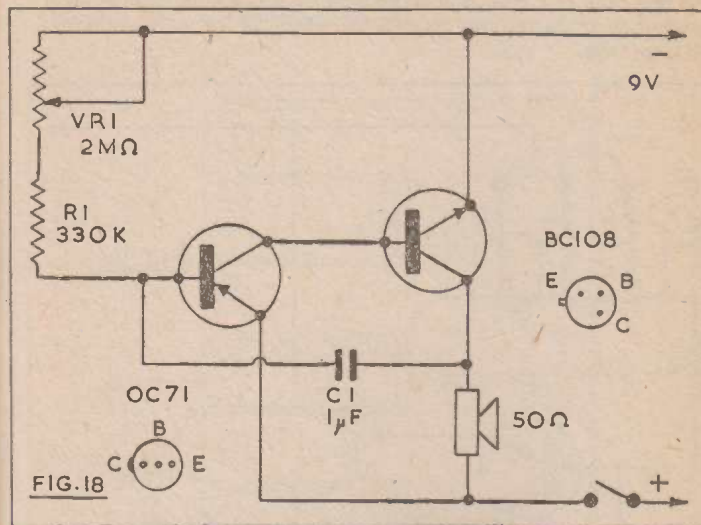 −
9V
VR1
2MΩ
R1
330K
BC108
E B
C
OC71
B
C E
C1
1μF
50Ω
+
FIG.18